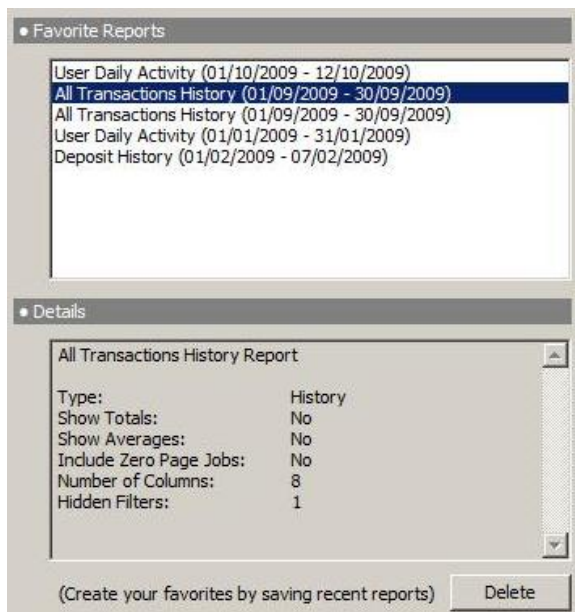 Favorite Reports
User Daily Activity (01/10/2009 - 12/10/2009)
All Transactions History (01/09/2009 - 30/09/2009)
All Transactions History (01/09/2009 - 30/09/2009)
User Daily Activity (01/01/2009 - 31/01/2009)
Deposit History (01/02/2009 - 07/02/2009)
Details
All Transactions History Report
Type: History
Show Totals: No
Show Averages: No
Include Zero Page Jobs: No
Number of Columns: 8
Hidden Filters: 1
(Create your favorites by saving recent reports) Delete